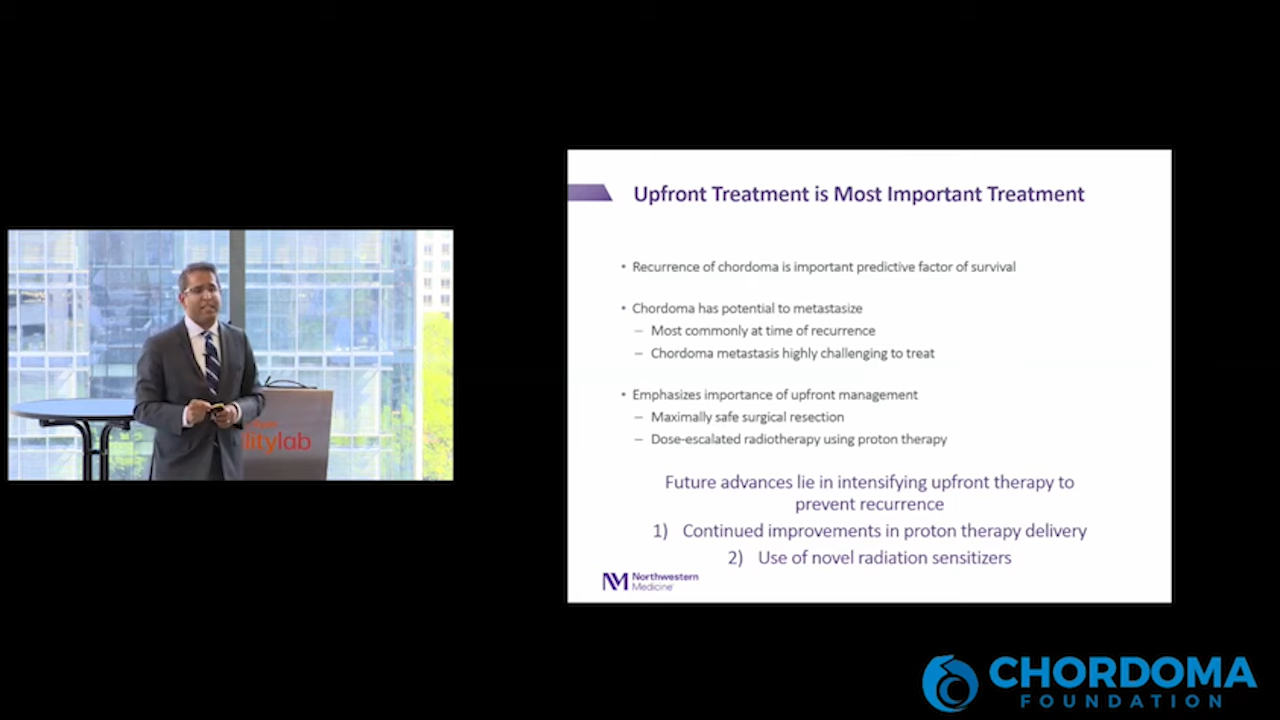 Upfront Treatment is Most Important Treatment
• Recurrence of chordoma is important predictive factor of survival
• Chordoma has potential to metastasize
– Most commonly at time of recurrence
– Chordoma metastasis highly challenging to treat
• Emphasizes importance of upfront management
– Maximally safe surgical resection
– Dose-escalated radiotherapy using proton therapy
Future advances lie in intensifying upfront therapy to
prevent recurrence
1) Continued improvements in proton therapy delivery
2) Use of novel radiation sensitizers
NM Northwestern
Medicine
litylab
CHORDOMA
FOUNDATION